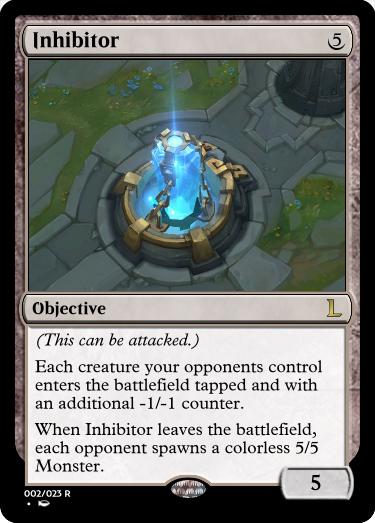 Inhibitor 5
Objective L
(This can be attacked.)
Each creature your opponents control
enters the battlefield tapped and with
an additional -1/-1 counter.
When Inhibitor leaves the battlefield,
each opponent spawns a colorless 5/5
Monster.
5
002/023 R